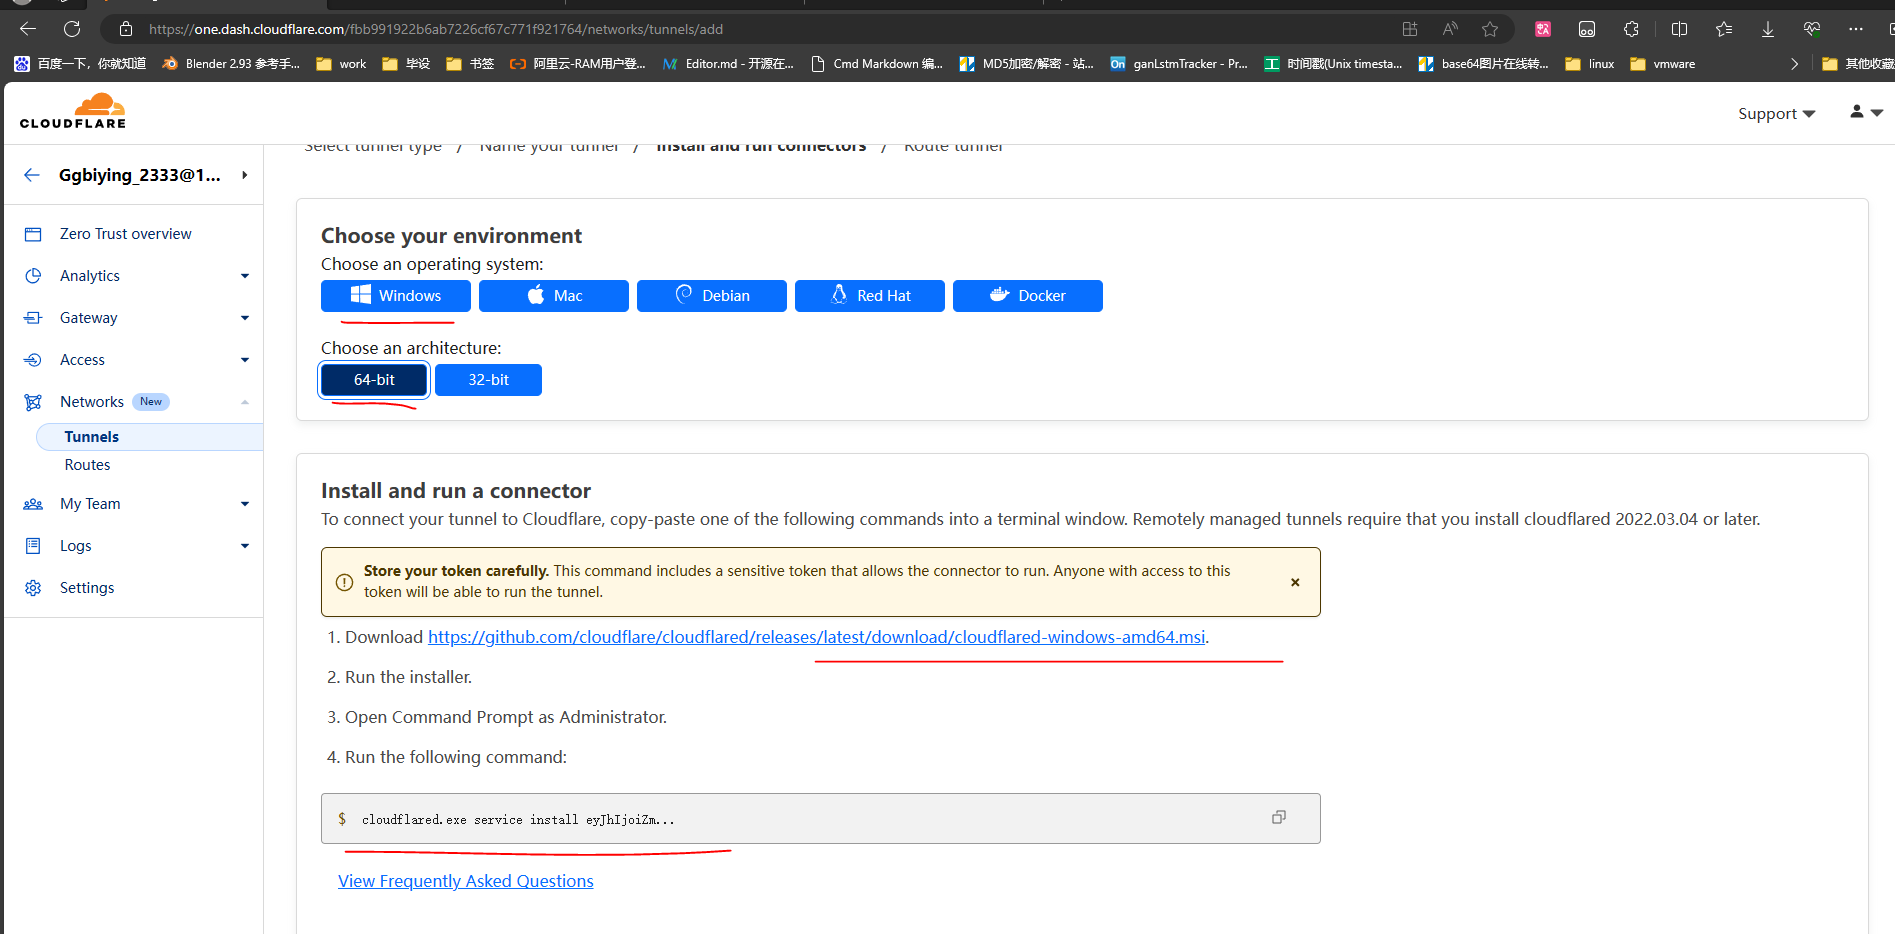 https://one.dash.cloudflare.com/fbb991922b6ab7226cf67c771f921764/networks/tunnels/add
百度一下，你就知道 Blender 2.93 参考手... work 毕设 书签 阿里云-RAM用户登... Editor.md - 开源在... Cmd Markdown 编... MD5加密/解密 - 站... On ganLstmTracker - Pr... 时间戳(Unix timesta... base64图片在线转... linux vmware 其他收藏
CLOUDFLARE
Support
Select tunnel type / Name your tunnel / Install and run connectors / Route tunnel
Ggbiying_2333@1...
Zero Trust overview
Analytics
Gateway
Access
Networks New
Tunnels
Routes
My Team
Logs
Settings
Choose your environment
Choose an operating system:
Windows Mac Debian Red Hat Docker
Choose an architecture:
64-bit 32-bit
Install and run a connector
To connect your tunnel to Cloudflare, copy-paste one of the following commands into a terminal window. Remotely managed tunnels require that you install cloudflared 2022.03.04 or later.
Store your token carefully. This command includes a sensitive token that allows the connector to run. Anyone with access to this
token will be able to run the tunnel.
1. Download https://github.com/cloudflare/cloudflared/releases/latest/download/cloudflared-windows-amd64.msi.
2. Run the installer.
3. Open Command Prompt as Administrator.
4. Run the following command:
$ cloudflared.exe service install eyJhIjoiZm...
View Frequently Asked Questions